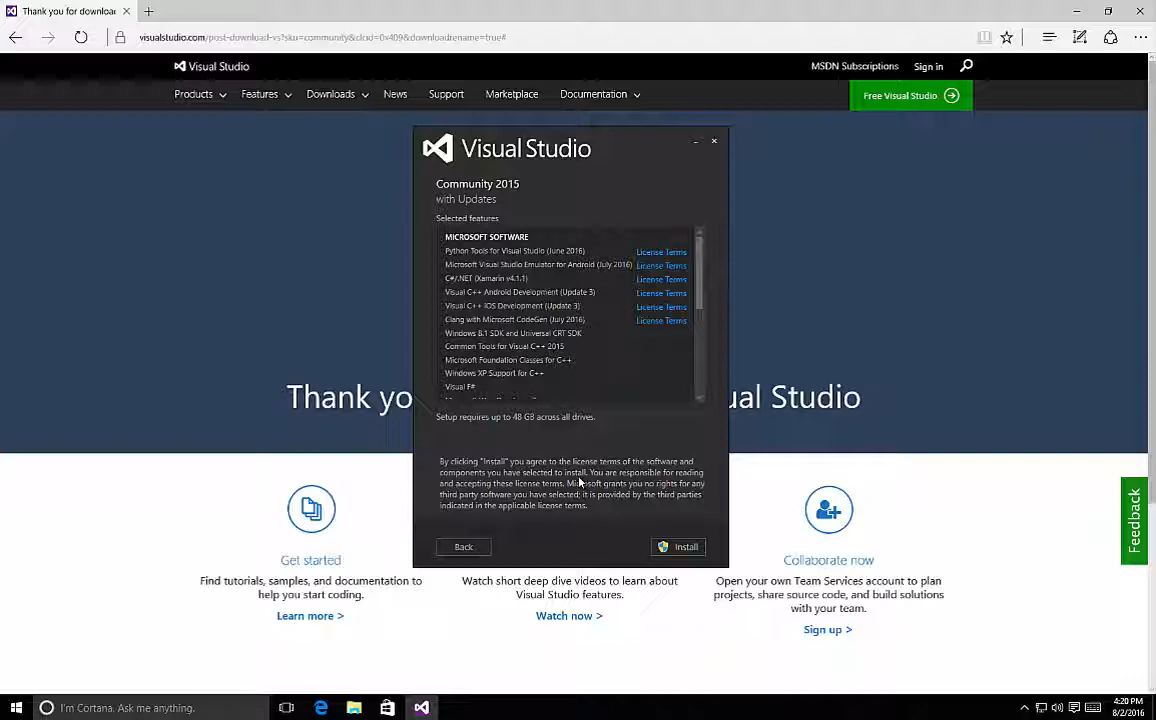 Thank you for downloa
visualstudio.com/post-download-vs?sku=community&clcid=0x409&downloadrename=true#
Visual Studio
MSDN Subscriptions
Sign in
Products
Features
Downloads
News
Support
Marketplace
Documentation
Free Visual Studio
Visual Studio
Community 2015
with Updates
Selected features
MICROSOFT SOFTWARE
Python Tools for Visual Studio (June 2016) License Terms
Microsoft Visual Studio Emulator for Android (July 2016) License Terms
C#/.NET (Xamarin v4.1.1) License Terms
Visual C++ Android Development (Update 3) License Terms
Visual C++ iOS Development (Update 3) License Terms
Clang with Microsoft CodeGen (July 2016) License Terms
Windows 8.1 SDK and Universal CRT SDK
Common Tools for Visual C++ 2015
Microsoft Foundation Classes for C++
Windows XP Support for C++
Visual F#
Setup requires up to 48 GB across all drives.
By clicking "Install" you agree to the license terms of the software and
components you have selected to install. You are responsible for reading
and accepting these license terms. Microsoft grants you no rights for any
third party software you have selected; it is provided by the third parties
indicated in the applicable license terms.
Back
Install
Thank yo
ual Studio
Get started
Find tutorials, samples, and documentation to
help you start coding.
Learn more >
Watch short deep dive videos to learn about
Visual Studio features.
Watch now >
Collaborate now
Open your own Team Services account to plan
projects, share source code, and build solutions
with your team.
Sign up >
Feedback
I'm Cortana. Ask me anything.
4:20 PM
8/2/2016